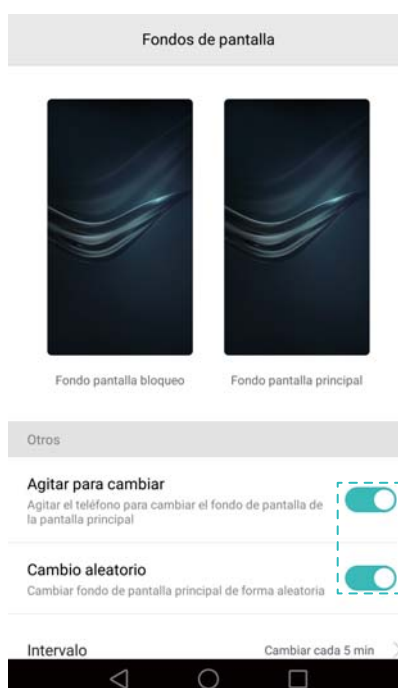 Fondos de pantalla
Fondo pantalla bloqueo
Fondo pantalla principal
Otros
Agitar para cambiar
Agitar el teléfono para cambiar el fondo de pantalla de
la pantalla principal
Cambio aleatorio
Cambiar fondo de pantalla principal de forma aleatoria
Intervalo
Cambiar cada 5 min